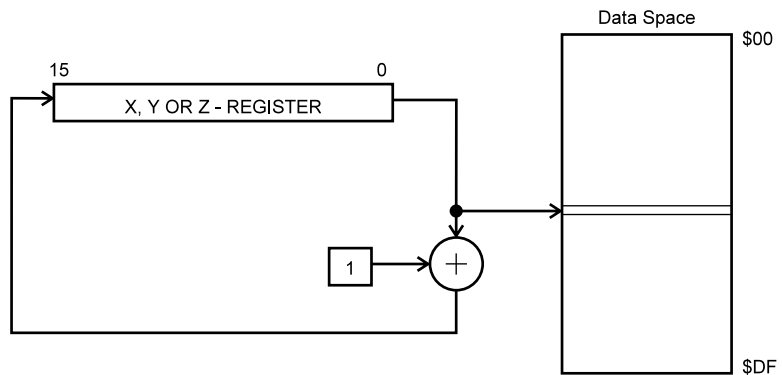 Data Space
$00
15
0
X, Y OR Z - REGISTER
1
+
$DF